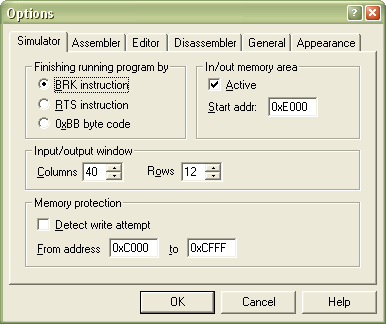 Options
Simulator Assembler Editor Disassembler General Appearance
Finishing running program by
BRK instruction
RTS instruction
0xBB byte code
In/out memory area
Active
Start addr: 0xE000
Input/output window
Columns 40 Rows 12
Memory protection
Detect write attempt
From address 0xC000 to 0xCFFF
OK Cancel Help